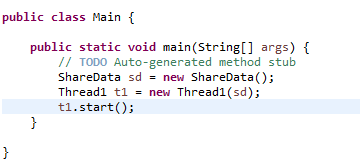 public class Main {
public static void main(String[] args) {
// TODO Auto-generated method stub
ShareData sd = new ShareData();
Thread1 t1 = new Thread1(sd);
t1.start();
}
}